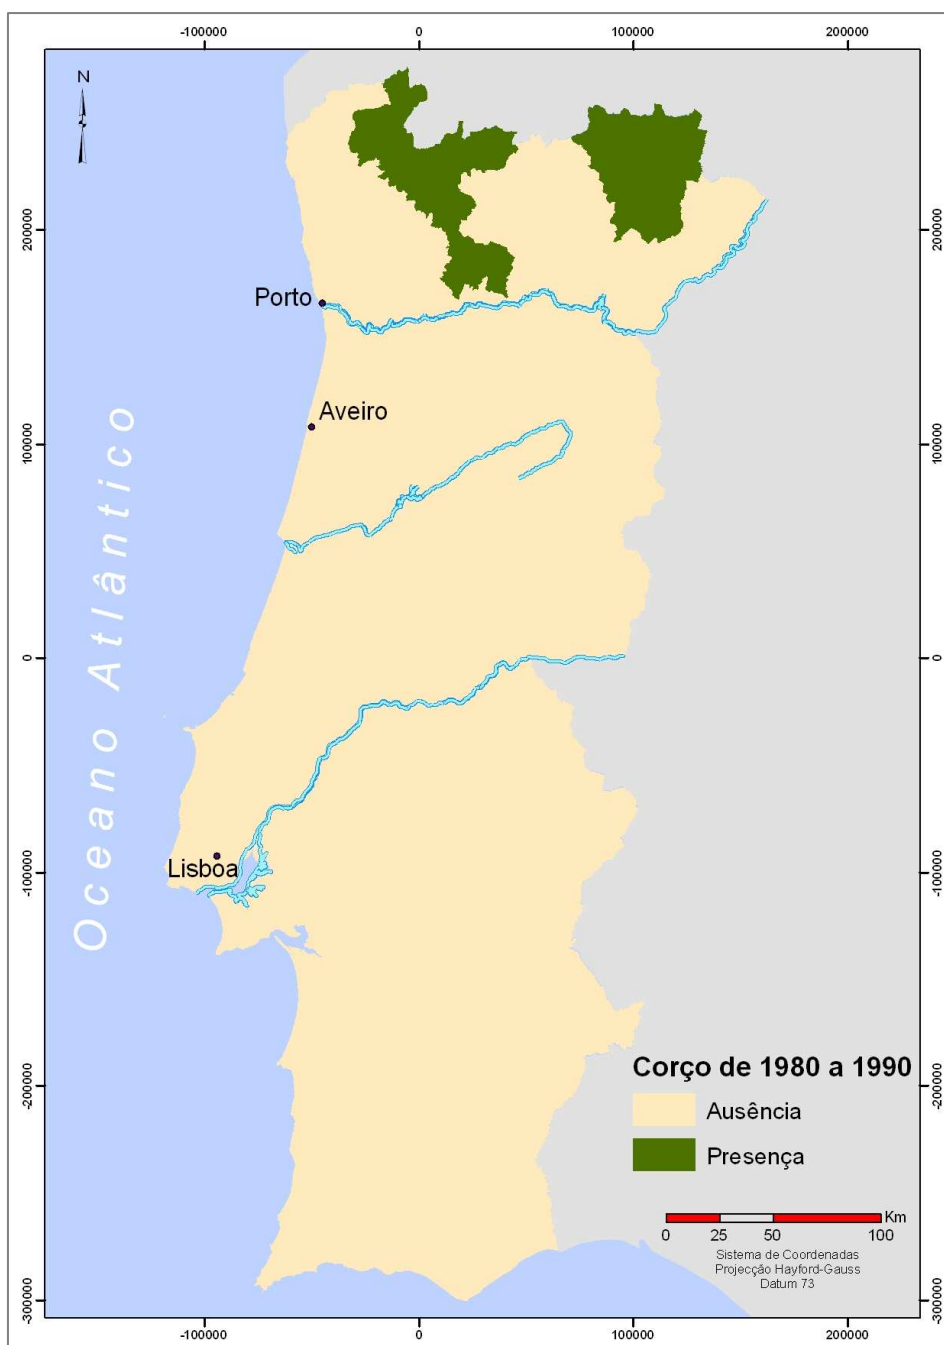 -100000 0 100000 200000
N
200000 200000
Porto
Aveiro
100000 100000
Oceano Atlântico
0 0
Lisboa
-100000 -100000
Corço de 1980 a 1990
-200000 -200000
Ausência
Presença
Km
0 25 50 100
Sistema de Coordenadas
Projecção Hayford-Gauss
Datum 73
-300000 -300000
-100000 0 100000 200000